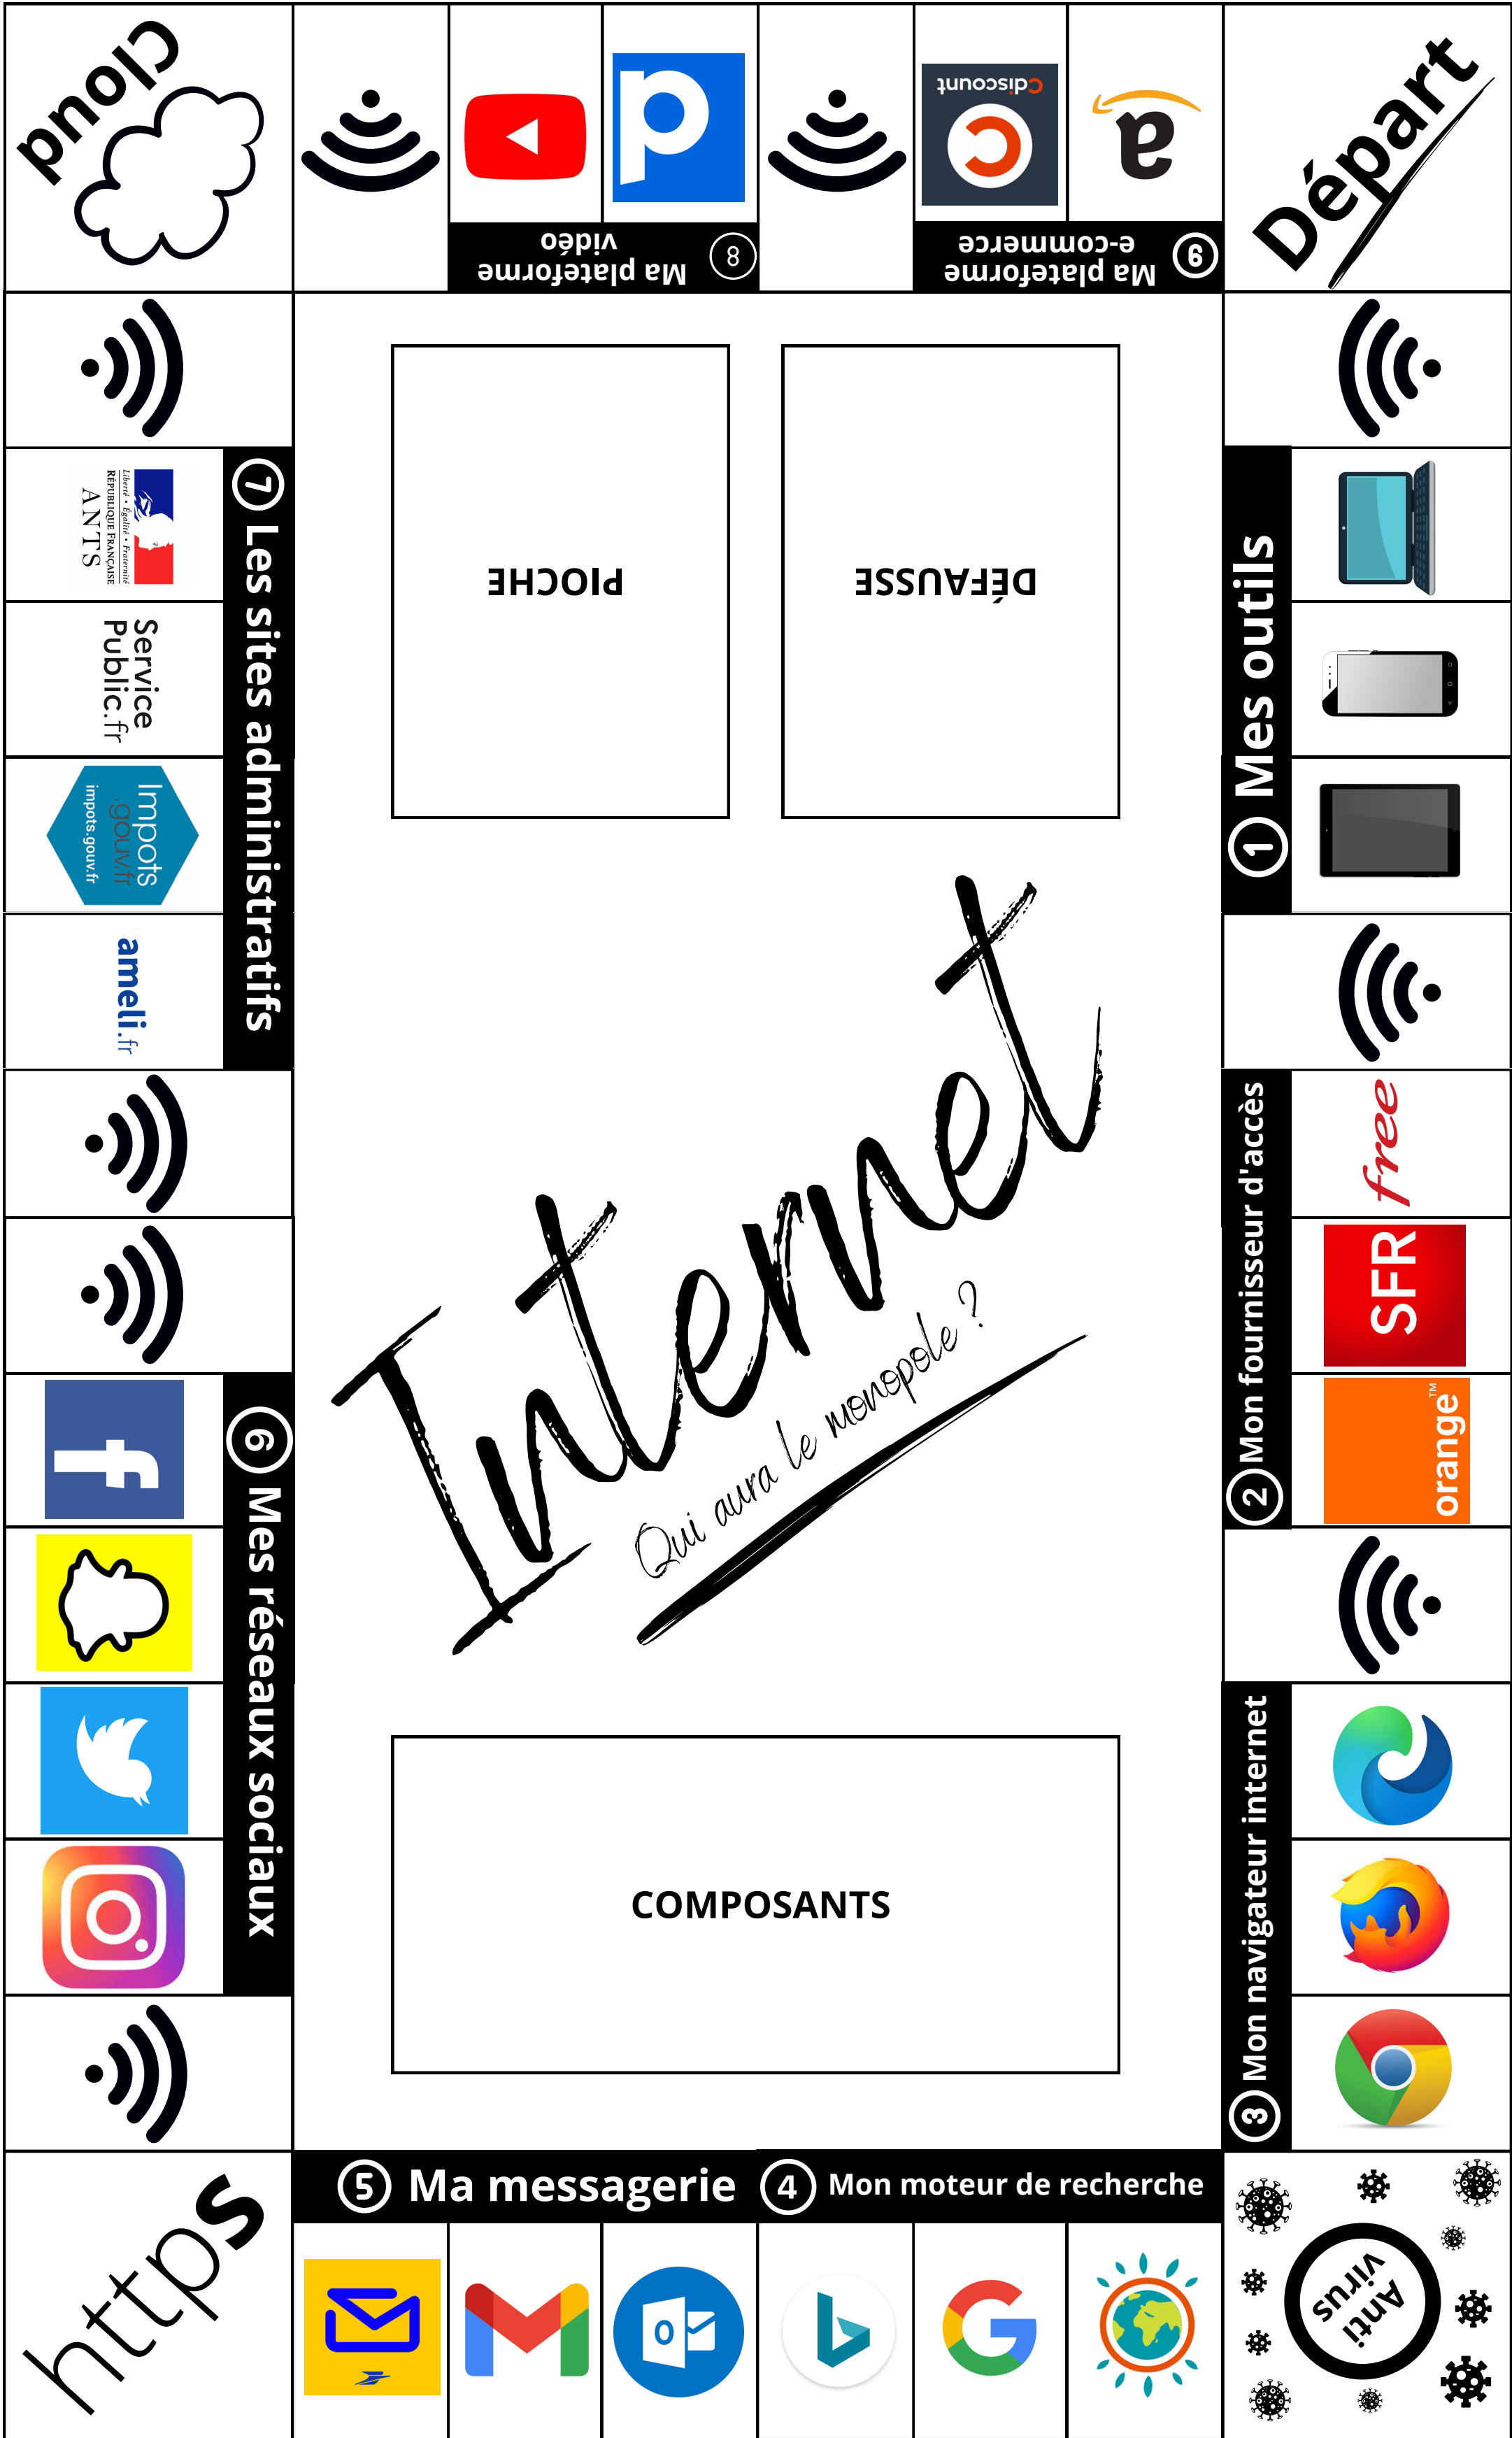 Départ
① Mes outils
② Mon fournisseur d'accès
free
SFR
orange™
③ Mon navigateur internet
Anti
virus
④ Mon moteur de recherche
⑤ Ma messagerie
https
⑥ Mes réseaux sociaux
⑦ Les sites administratifs
ameli.fr
Impots
.gouv.fr
impots.gouv.fr
Service
Public.fr
Liberté • Égalité • Fraternité
RÉPUBLIQUE FRANÇAISE
ANTS
cloud
⑧ Ma plateforme
vidéo
⑨ Ma plateforme
e-commerce
Cdiscount
a
PIOCHE
DÉFAUSSE
Internet
Qui aura le monopole ?
COMPOSANTS